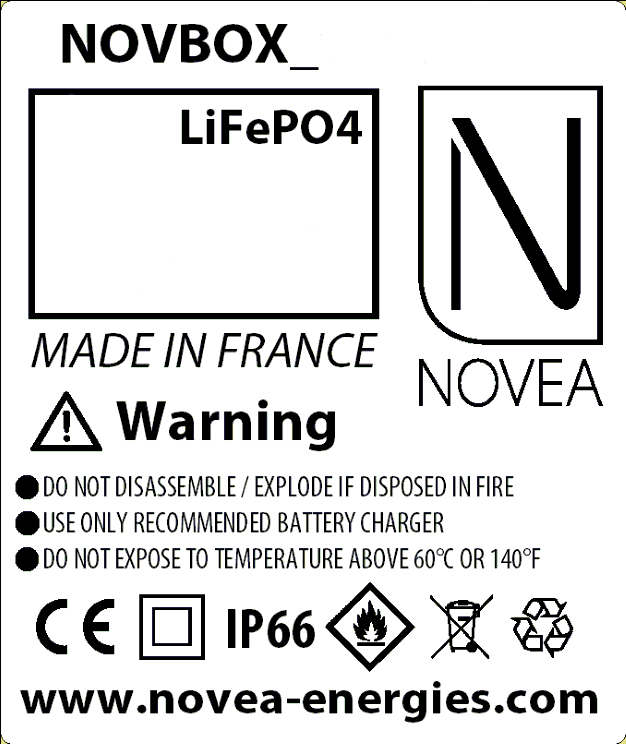 NOVBOX_
LiFePO4
N
NOVEA
MADE IN FRANCE
Warning
DO NOT DISASSEMBLE / EXPLODE IF DISPOSED IN FIRE
USE ONLY RECOMMENDED BATTERY CHARGER
DO NOT EXPOSE TO TEMPERATURE ABOVE 60°C OR 140°F
CE IP66
www.novea-energies.com